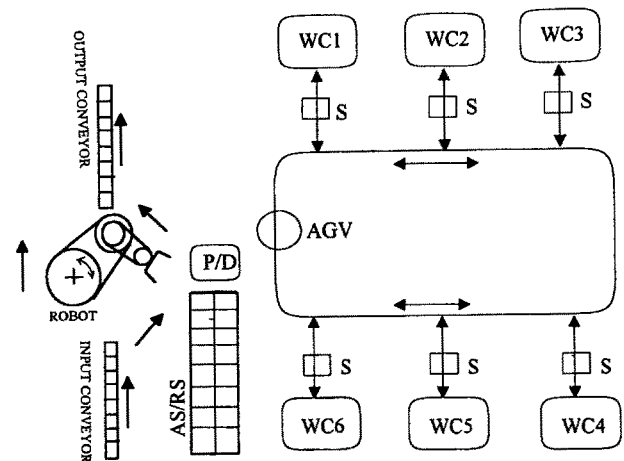 WC1
WC2
WC3
S
S
S
OUTPUT CONVEYOR
AGV
P/D
ROBOT
INPUT CONVEYOR
AS/RS
S
S
S
WC6
WC5
WC4